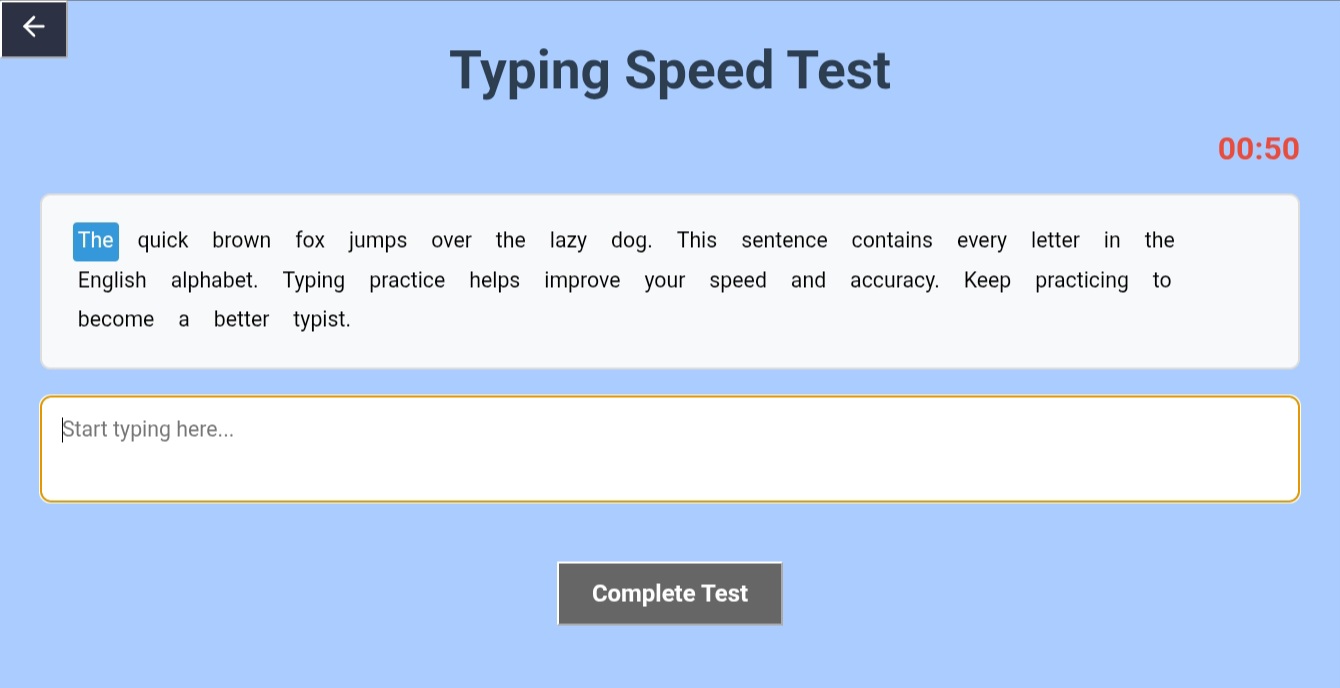 Typing Speed Test
00:50
The quick brown fox jumps over the lazy dog. This sentence contains every letter in the
English alphabet. Typing practice helps improve your speed and accuracy. Keep practicing to
become a better typist.
Start typing here...
Complete Test